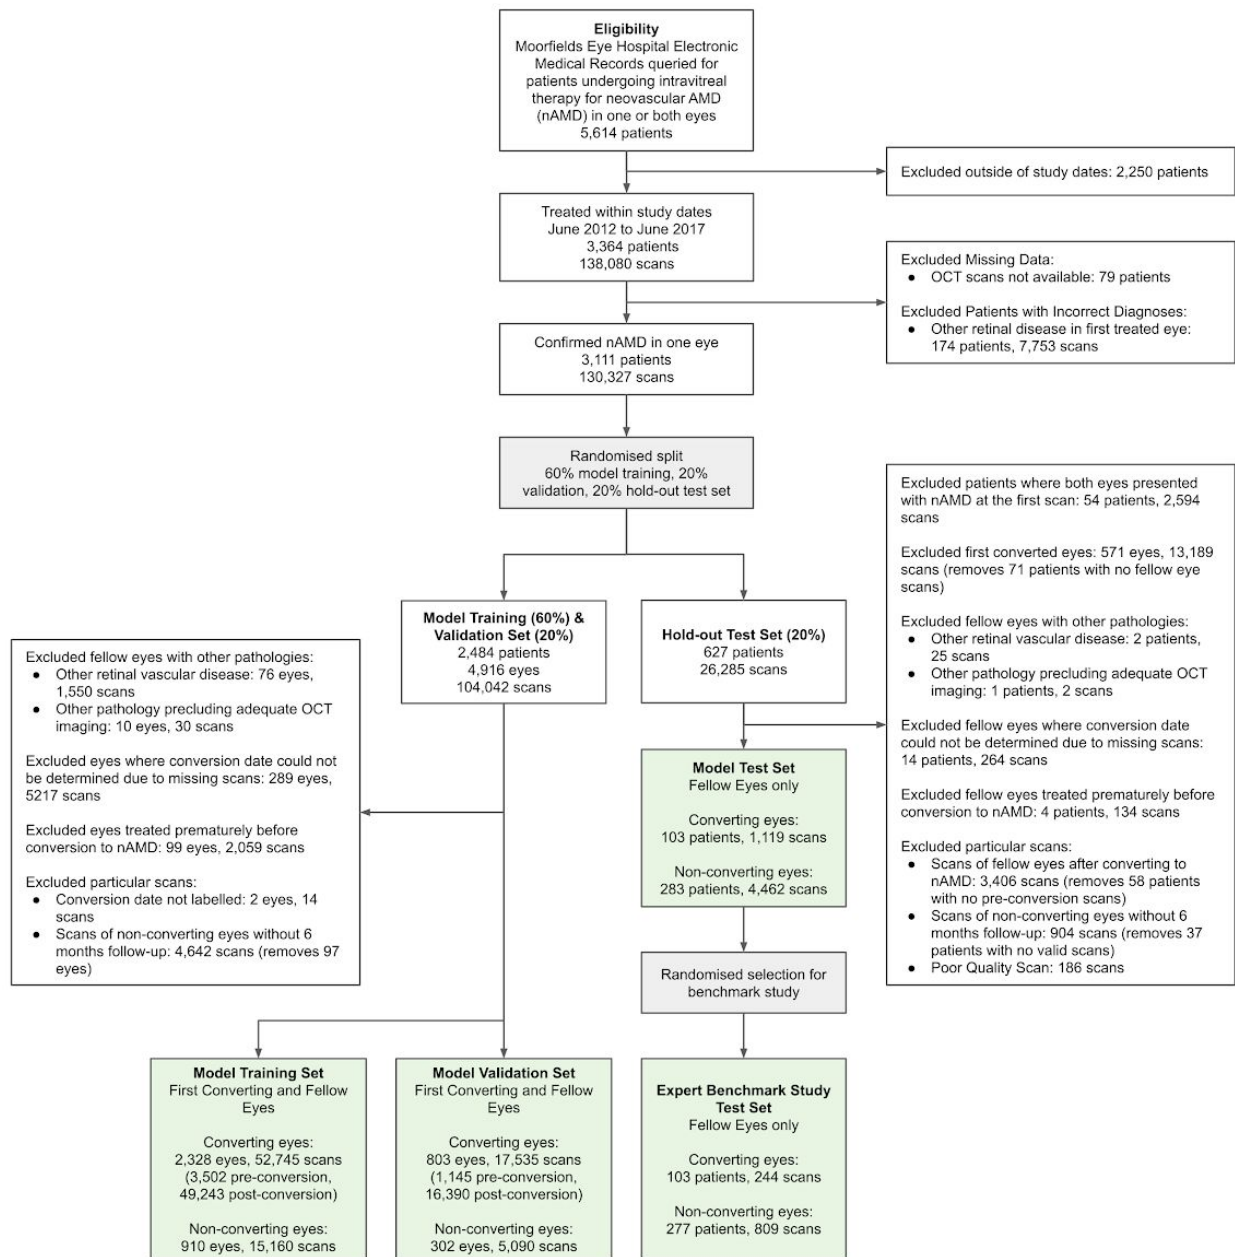 Eligibility
Moorfields Eye Hospital Electronic
Medical Records queried for
patients undergoing intravitreal
therapy for neovascular AMD
(nAMD) in one or both eyes
5,614 patients
Excluded outside of study dates: 2,250 patients
Treated within study dates
June 2012 to June 2017
3,364 patients
138,080 scans
Excluded Missing Data:
● OCT scans not available: 79 patients
Excluded Patients with Incorrect Diagnoses:
● Other retinal disease in first treated eye:
174 patients, 7,753 scans
Confirmed nAMD in one eye
3,111 patients
130,327 scans
Randomised split
60% model training, 20%
validation, 20% hold-out test set
Model Training (60%) &
Validation Set (20%)
2,484 patients
4,916 eyes
104,042 scans
Hold-out Test Set (20%)
627 patients
26,285 scans
Excluded patients where both eyes presented
with nAMD at the first scan: 54 patients, 2,594
scans
Excluded first converted eyes: 571 eyes, 13,189
scans (removes 71 patients with no fellow eye
scans)
Excluded fellow eyes with other pathologies:
● Other retinal vascular disease: 2 patients,
25 scans
● Other pathology precluding adequate OCT
imaging: 1 patients, 2 scans
Excluded fellow eyes where conversion date
could not be determined due to missing scans:
14 patients, 264 scans
Excluded fellow eyes treated prematurely before
conversion to nAMD: 4 patients, 134 scans
Excluded particular scans:
● Scans of fellow eyes after converting to
nAMD: 3,406 scans (removes 58 patients
with no pre-conversion scans)
● Scans of non-converting eyes without 6
months follow-up: 904 scans (removes 37
patients with no valid scans)
● Poor Quality Scan: 186 scans
Excluded fellow eyes with other pathologies:
● Other retinal vascular disease: 76 eyes,
1,550 scans
● Other pathology precluding adequate OCT
imaging: 10 eyes, 30 scans
Excluded eyes where conversion date could not
be determined due to missing scans: 289 eyes,
5217 scans
Excluded eyes treated prematurely before
conversion to nAMD: 99 eyes, 2,059 scans
Excluded particular scans:
● Conversion date not labelled: 2 eyes, 14
scans
● Scans of non-converting eyes without 6
months follow-up: 4,642 scans (removes 97
eyes)
Model Test Set
Fellow Eyes only
Converting eyes:
103 patients, 1,119 scans
Non-converting eyes:
283 patients, 4,462 scans
Randomised selection for
benchmark study
Model Training Set
First Converting and Fellow
Eyes
Converting eyes:
2,328 eyes, 52,745 scans
(3,502 pre-conversion,
49,243 post-conversion)
Non-converting eyes:
910 eyes, 15,160 scans
Model Validation Set
First Converting and Fellow
Eyes
Converting eyes:
803 eyes, 17,535 scans
(1,145 pre-conversion,
16,390 post-conversion)
Non-converting eyes:
302 eyes, 5,090 scans
Expert Benchmark Study
Test Set
Fellow Eyes only
Converting eyes:
103 patients, 244 scans
Non-converting eyes:
277 patients, 809 scans